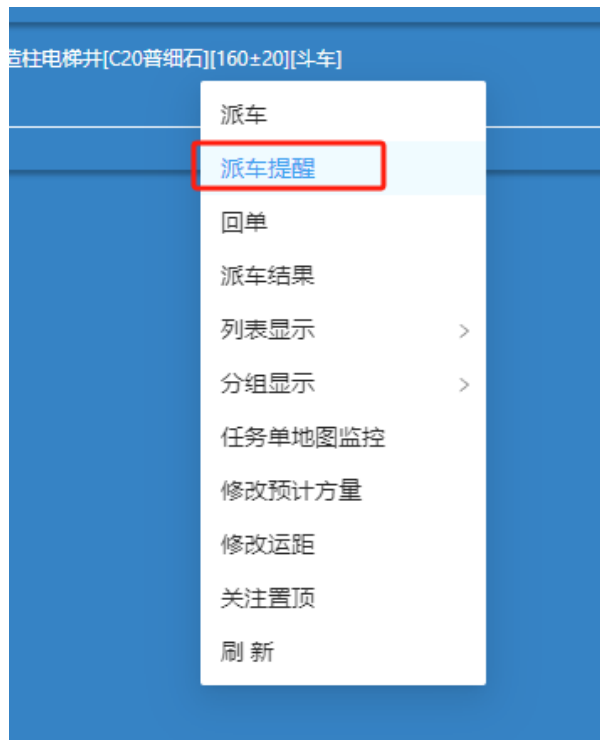 造柱电梯井[C20普细石][160±20][斗车]
派车
派车提醒
回单
派车结果
列表显示
分组显示
任务单地图监控
修改预计方量
修改运距
关注置顶
刷 新